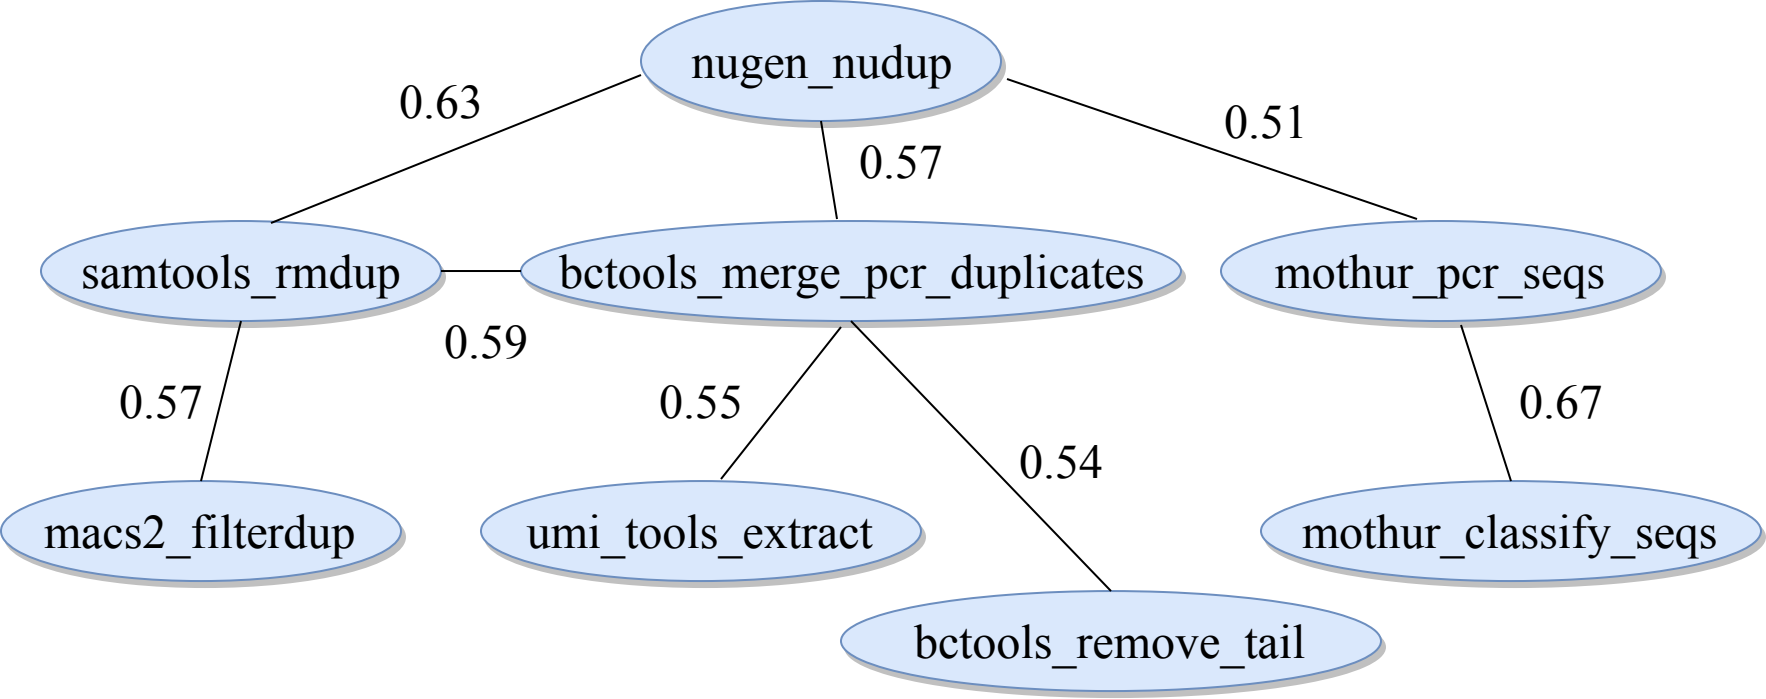 nugen_nudup
0.63
0.51
0.57
samtools_rmdup
bctools_merge_pcr_duplicates
mothur_pcr_seqs
0.59
0.57
0.55
0.67
0.54
macs2_filterdup
umi_tools_extract
mothur_classify_seqs
bctools_remove_tail